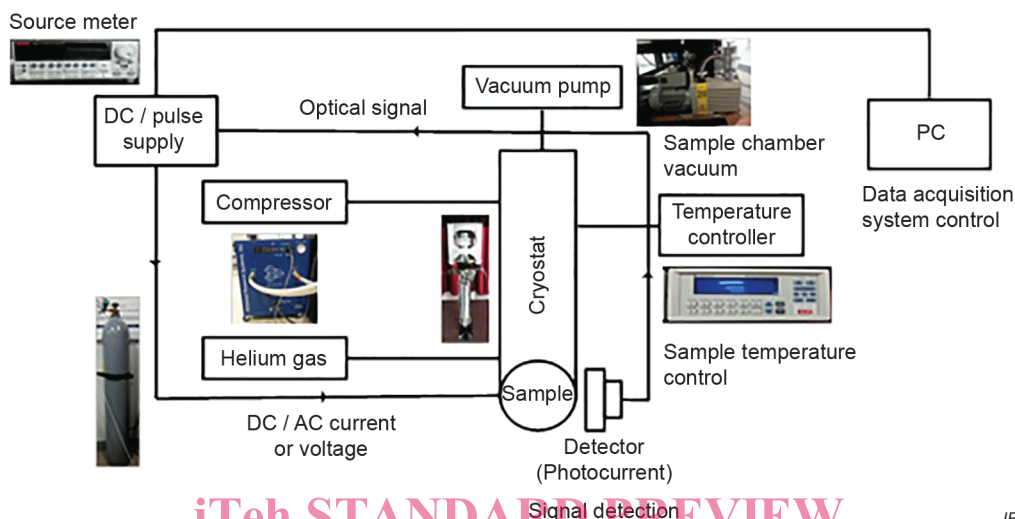 Source meter
DC / pulse
supply
Optical signal
Vacuum pump
Sample chamber
vacuum
PC
Data acquisition
system control
Compressor
Temperature
controller
Cryostat
Helium gas
Sample temperature
control
Sample
DC / AC current
or voltage
Detector
(Photocurrent)
Signal detection
iTeh STANDARD PREVIEW